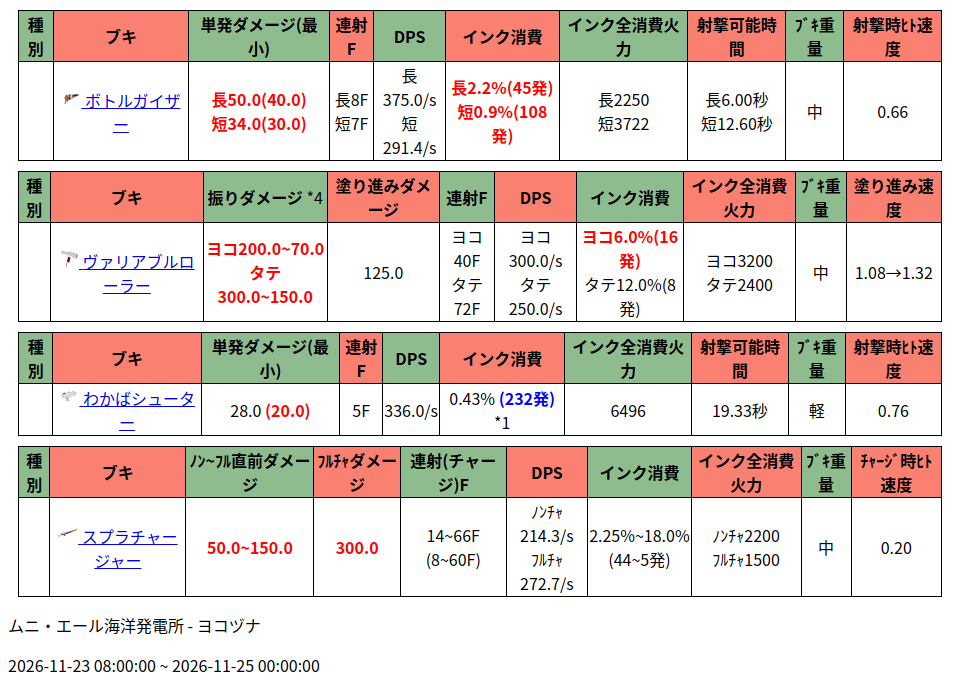 種別 ブキ 単発ダメージ(最小) 連射F DPS インク消費 インク全消費火力 射撃可能時間 ﾌﾞｷ重量 射撃時ﾋﾄ速度
ボトルガイザー 長50.0(40.0) 短34.0(30.0) 長8F 短7F 長 375.0/s 短 291.4/s 長2.2%(45発) 短0.9%(108発) 長2250 短3722 長6.00秒 短12.60秒 中 0.66
種別 ブキ 振りダメージ *4 塗り進みダメージ 連射F DPS インク消費 インク全消費火力 ﾌﾞｷ重量 塗り進み速度
ヴァリアブルローラー ヨコ200.0~70.0 タテ 300.0~150.0 125.0 ヨコ 40F タテ 72F ヨコ 300.0/s タテ 250.0/s ヨコ6.0%(16発) タテ12.0%(8発) ヨコ3200 タテ2400 中 1.08→1.32
種別 ブキ 単発ダメージ(最小) 連射F DPS インク消費 インク全消費火力 射撃可能時間 ﾌﾞｷ重量 射撃時ﾋﾄ速度
わかばシューター 28.0 (20.0) 5F 336.0/s 0.43% (232発) *1 6496 19.33秒 軽 0.76
種別 ブキ ﾉﾝ~ﾌﾙ直前ダメージ ﾌﾙﾁｬダメージ 連射(チャージ)F DPS インク消費 インク全消費火力 ﾌﾞｷ重量 ﾁｬｰｼﾞ時ﾋﾄ速度
スプラチャージャー 50.0~150.0 300.0 14~66F (8~60F) ﾉﾝﾁｬ 214.3/s ﾌﾙﾁｬ 272.7/s 2.25%~18.0% (44~5発) ﾉﾝﾁｬ2200 ﾌﾙﾁｬ1500 中 0.20
ムニ・エール海洋発電所 - ヨコヅナ
2026-11-23 08:00:00 ~ 2026-11-25 00:00:00